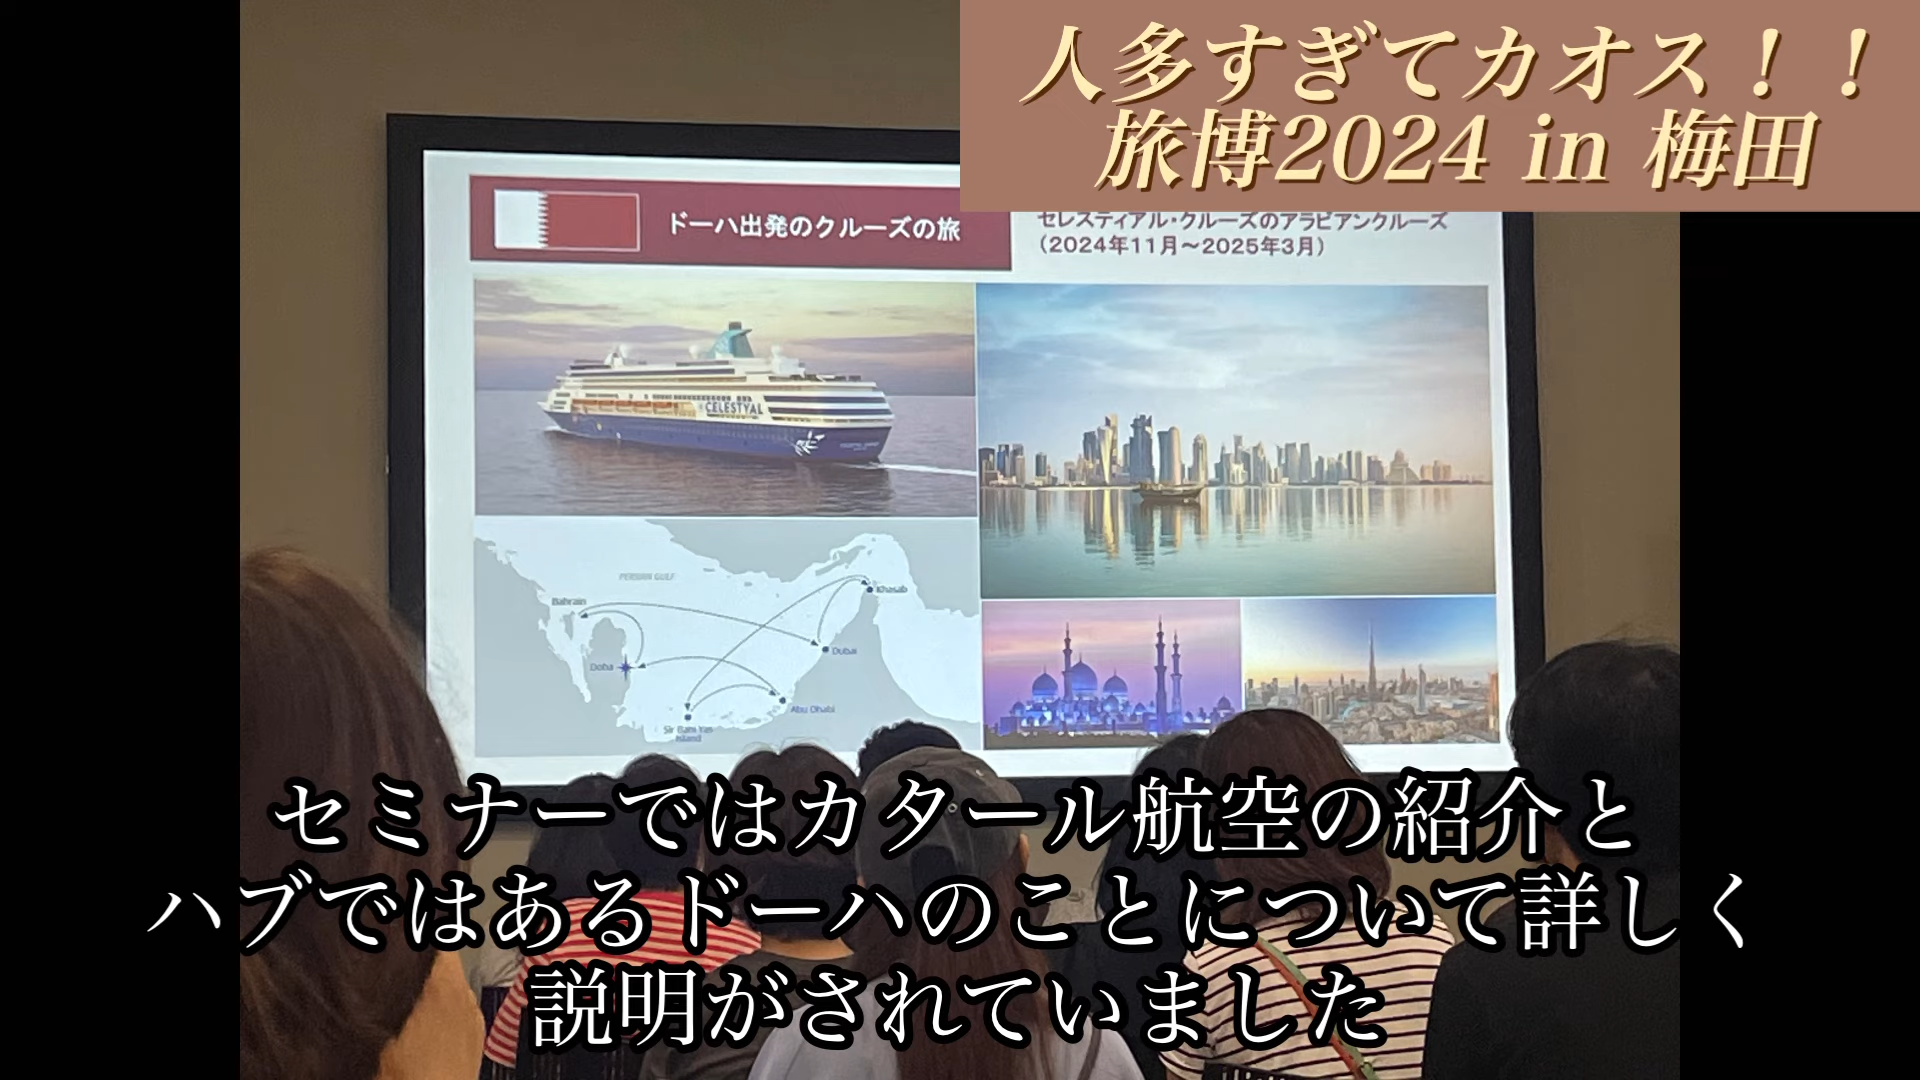 人多すぎてカオス！！
旅博2024 in 梅田
ドーハ出発のクルーズの旅
セレスティアル・クルーズのアラビアンクルーズ
（2024年11月～2025年3月）
CELESTYAL
PERSIAN GULF
Bahrain
Khasab
Doha
Dubai
Abu Dhabi
Sir Bani Yas
Island
セミナーではカタール航空の紹介と
ハブではあるドーハのことについて詳しく
説明がされていました